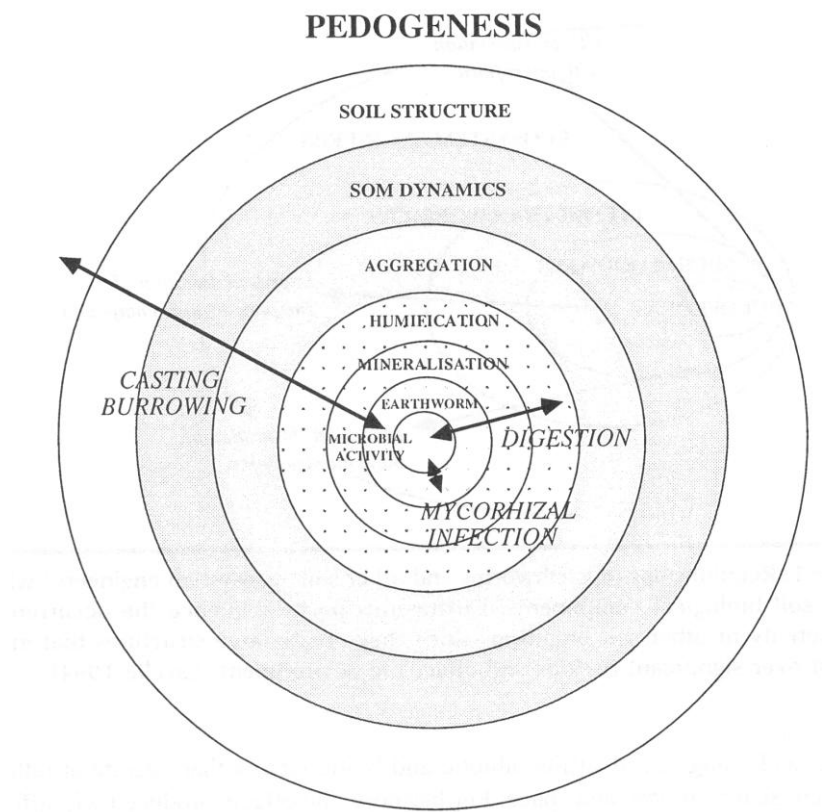 PEDOGENESIS
SOIL STRUCTURE
SOM DYNAMICS
AGGREGATION
HUMIFICATION
MINERALISATION
EARTHWORM
CASTING
BURROWING
MICROBIAL
ACTIVITY
DIGESTION
MYCORHIZAL
INFECTION